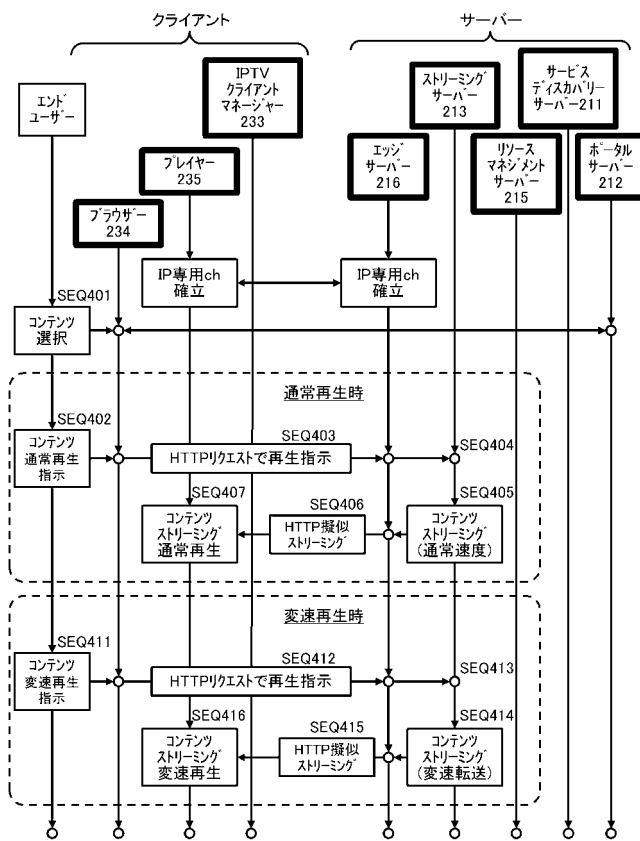 クライアント
サーバー
エンド
ユーザー
IPTV
クライアント
マネージャー
233
プレイヤー
235
ブラウザー
234
エッジ
サーバー
216
ストリーミング
サーバー
213
リソース
マネジメント
サーバー
215
サービス
ディスカバリー
サーバー211
ポータル
サーバー
212
IP専用ch
確立
IP専用ch
確立
SEQ401
コンテンツ
選択
通常再生時
SEQ402
コンテンツ
通常再生
指示
SEQ403
HTTPリクエストで再生指示
SEQ404
SEQ407
コンテンツ
ストリーミング
通常再生
SEQ406
HTTP擬似
ストリーミング
SEQ405
コンテンツ
ストリーミング
(通常速度)
変速再生時
SEQ411
コンテンツ
変速再生
指示
SEQ412
HTTPリクエストで再生指示
SEQ413
SEQ416
コンテンツ
ストリーミング
変速再生
SEQ415
HTTP擬似
ストリーミング
SEQ414
コンテンツ
ストリーミング
(変速転送)